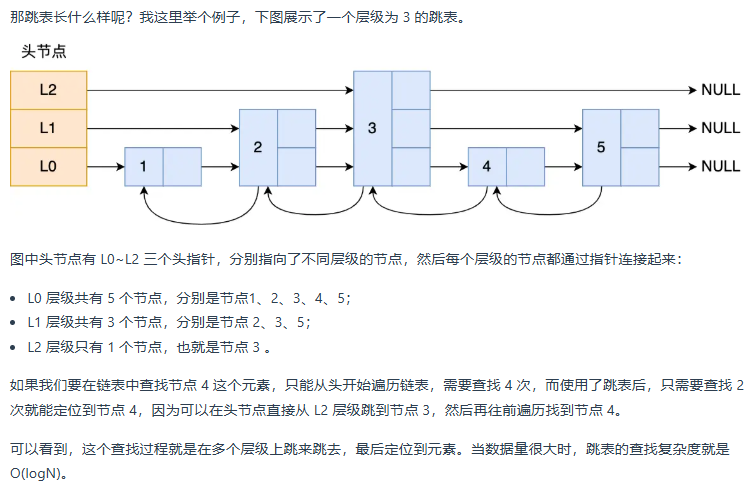 那跳表长什么样呢？我这里举个例子，下图展示了一个层级为 3 的跳表。
头节点
L2
NULL
L1
3
NULL
2
5
L0
1
4
NULL
图中头节点有 L0~L2 三个头指针，分别指向了不同层级的节点，然后每个层级的节点都通过指针连接起来：
• L0 层级共有 5 个节点，分别是节点1、2、3、4、5；
• L1 层级共有 3 个节点，分别是节点 2、3、5；
• L2 层级只有 1 个节点，也就是节点 3 。
如果我们要在链表中查找节点 4 这个元素，只能从头开始遍历链表，需要查找 4 次，而使用了跳表后，只需要查找 2
次就能定位到节点 4，因为可以在头节点直接从 L2 层级跳到节点 3，然后再往前遍历找到节点 4。
可以看到，这个查找过程就是在多个层级上跳来跳去，最后定位到元素。当数据量很大时，跳表的查找复杂度就是
O(logN)。